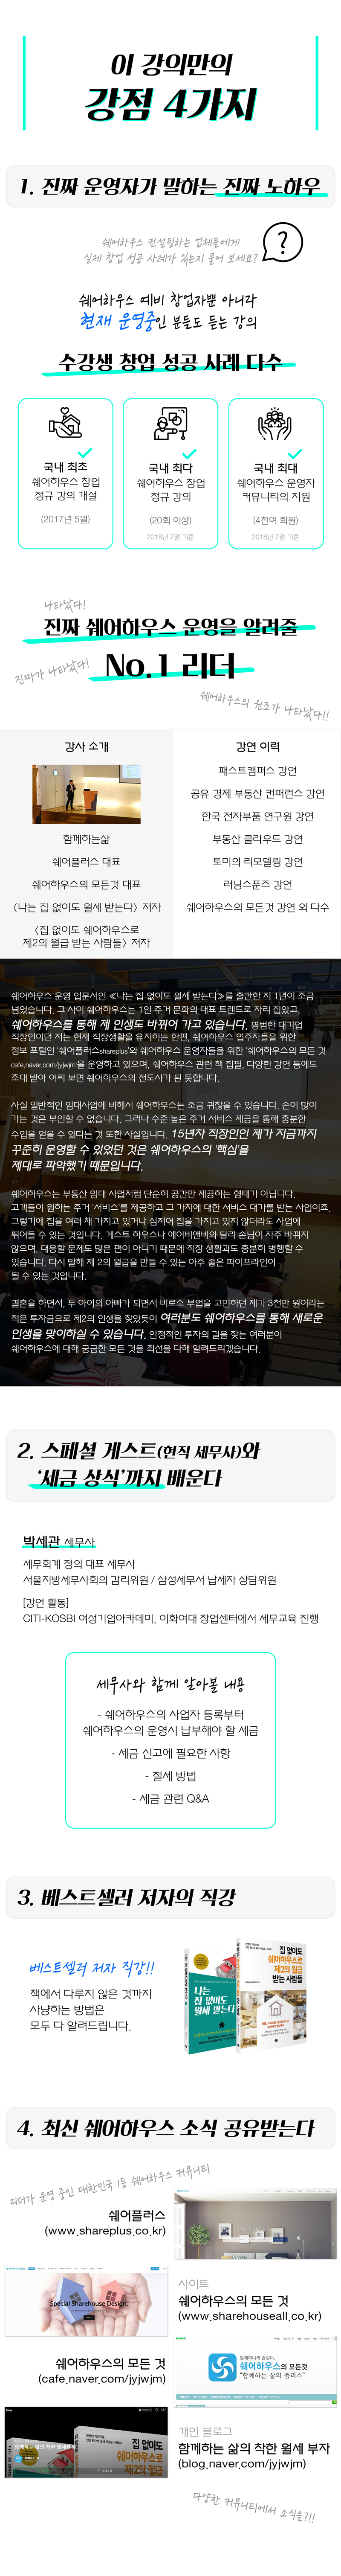 이 강의만의
강점 4가지
1. 진짜 운영자가 말하는 진짜 노하우
쉐어하우스 컨설팅하는 업체들에게
실제 창업 성공 사례가 있는지 물어 보세요?
?
쉐어하우스 예비 창업자뿐 아니라
현재 운영중인 분들도 듣는 강의
수강생 창업 성공 사례 다수
국내 최초
쉐어하우스 창업
정규 강의 개설
(2017년 5월)
국내 최다
쉐어하우스 창업
정규 강의
(20회 이상)
2018년 7월 기준
국내 최대
쉐어하우스 운영자
커뮤니티의 지원
(4천여 회원)
2018년 7월 기준
나타났다!
진짜 쉐어하우스 운영을 알려줄
진짜가 나타났다!
No.1 리더
쉐어하우스의 원조가 나타났다!!
강사 소개
함께하는삶
쉐어플러스 대표
쉐어하우스의 모든것 대표
<나는 집 없이도 월세 받는다> 저자
<집 없이도 쉐어하우스로
제2의 월급 받는 사람들> 저자
강연 이력
패스트캠퍼스 강연
공유 경제 부동산 컨퍼런스 강연
한국 전자부품 연구원 강연
부동산 클라우드 강연
토미의 리모델링 강연
러닝스푼즈 강연
쉐어하우스의 모든것 강연 외 다수
쉐어하우스 운영 입문서인 ≪나는 집 없이도 월세 받는다≫를 출간한 지 1년이 조금
넘었습니다. 그 사이 쉐어하우스는 1인 주거 문화의 대표 트렌드로 자리 잡았고,
쉐어하우스를 통해 제 인생도 바뀌어 가고 있습니다. 평범한 대기업
직장인이던 저는 현재 직장생활을 유지하는 한편, 쉐어하우스 입주자들을 위한
정보 포털인 '쉐어플러스shareplus'와 쉐어하우스 운영자들을 위한 '쉐어하우스의 모든 것
cafe.naver.com/jyjwjm'을 운영하고 있으며, 쉐어하우스 관련 책 집필, 다양한 강연 등에도
초대 받아 어찌 보면 쉐어하우스의 전도사가 된 듯합니다.
사실 일반적인 임대사업에 비해서 쉐어하우스는 조금 귀찮을 수 있습니다. 손이 많이
가는 것은 부인할 수 없습니다. 그러나 수준 높은 주거 서비스 제공을 통해 충분한
수입을 얻을 수 있다는 것 또한 사실입니다. 15년차 직장인인 제가 지금까지
꾸준히 운영할 수 있었던 것은 쉐어하우스의 '핵심'을
제대로 파악했기 때문입니다.
쉐어하우스는 부동산 임대 사업처럼 단순히 공간만 제공하는 형태가 아닙니다.
고객들이 원하는 주거 '서비스'를 제공하고 그 가치에 대한 서비스 대가를 받는 사업이죠.
그렇기에 집을 여러 채 가지고 있거나 심지어 집을 가지고 있지 않더라도 사업에
뛰어들 수 있는 것입니다. 게스트 하우스나 에어비앤비와 달리 손님이 자주 바뀌지
않으며, 대응할 문제도 많은 편이 아니기 때문에 직장 생활과도 충분히 병행할 수
있습니다. 다시 말해 제 2의 월급을 만들 수 있는 아주 좋은 파이프라인이
될 수 있는 것입니다.
결혼을 하면서, 두 아이의 아빠가 되면서 비로소 부업을 고민하던 제가 3천만 원이라는
적은 투자금으로 제2의 인생을 찾았듯이 여러분도 쉐어하우스를 통해 새로운
인생을 맞이하실 수 있습니다. 안정적인 투자의 길을 찾는 여러분이
쉐어하우스에 대해 궁금한 모든 것을 최선을 다해 알려드리겠습니다.
2. 스페셜 게스트(현직 세무사)와
'세금 상식'까지 배운다
박세관 세무사
세무회계 정의 대표 세무사
서울지방세무사회의 감리위원 / 삼성세무서 납세자 상담위원
[강연 활동]
CITI-KOSBI 여성기업아카데미, 이화여대 창업센터에서 세무교육 진행
세무사와 함께 알아볼 내용
- 쉐어하우스의 사업자 등록부터
쉐어하우스의 운영시 납부해야 할 세금
- 세금 신고에 필요한 사항
- 절세 방법
- 세금 관련 Q&A
3. 베스트셀러 저자의 직강
베스트셀러 저자 직강!!
책에서 다루지 않은 것까지
사냥하는 방법은
모두 다 알려드립니다.
나는
집 없이도
월세 받는다
집 없이도
쉐어하우스로
제2의 월급
받는 사람들
4. 최신 쉐어하우스 소식 공유받는다
리더가 운영 중인 대한민국 1등 쉐어하우스 커뮤니티
쉐어플러스
(www.shareplus.co.kr)
Special Sharehouse Design.
사이트
쉐어하우스의 모든 것
(www.sharehouseall.co.kr)
쉐어하우스의 모든 것
(cafe.naver.com/jyjwjm)
함께하니까 즐겁다.
쉐어하우스의 모든것
"함께하는 삶의 플러스"
함께하는 삶의 착한 월세부자
집 없이도
쉐어하우스로
개인 블로그
함께하는 삶의 착한 월세 부자
(blog.naver.com/jyjwjm)
다양한 커뮤니티에서 소식을?!!